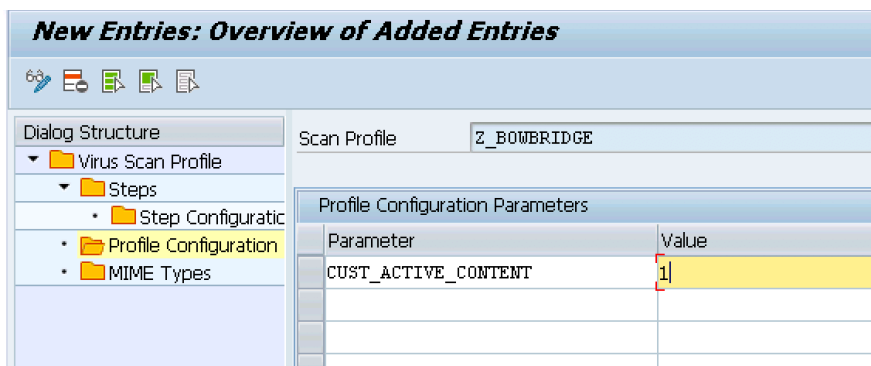 New Entries: Overview of Added Entries
Dialog Structure
Virus Scan Profile
Steps
Step Configuratic
Profile Configuration
MIME Types
Scan Profile Z_BOWBRIDGE
Profile Configuration Parameters
Parameter Value
CUST_ACTIVE_CONTENT 1